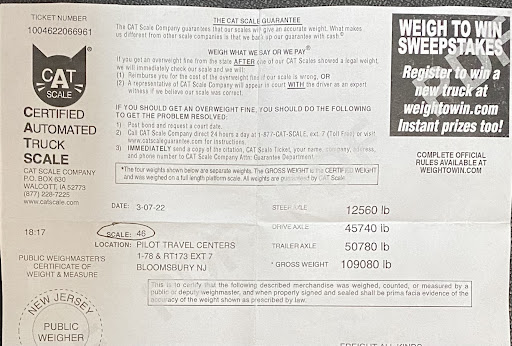 TICKET NUMBER
1004622066961
CAT
SCALE
CERTIFIED
AUTOMATED
TRUCK
SCALE
CAT SCALE COMPANY
P.O. BOX 630
WALCOTT, IA 52773
(877) 228-7225
www.catscale.com
18:17
PUBLIC WEIGHMASTER'S
CERTIFICATE OF
WEIGHT & MEASURE
NEW JERSEY
PUBLIC
WEIGHER
THE CAT SCALE GUARANTEE
The CAT Scale Company guarantees that our scales will give an accurate weight. What makes
us different from other scale companies is that we back up our guarantee with cash.®
WEIGH WHAT WE SAY OR WE PAY®
If you get an overweight fine from the state AFTER one of our CAT Scales showed a legal weight,
we will immediately check our scale and we will:
(1) Reimburse you for the cost of the overweight fine if our scale is wrong, OR
(2) A representative of CAT Scale Company will appear in court WITH the driver as an expert
witness if we believe our scale was correct.
IF YOU SHOULD GET AN OVERWEIGHT FINE, YOU SHOULD DO THE FOLLOWING
TO GET THE PROBLEM RESOLVED:
1) Post bond and request a court date.
2) Call CAT Scale Company direct 24 hours a day at 1-877-CAT-SCALE, ext. 7 (Toll Free) or visit
www.catscaleguarantee.com for instructions.
3) IMMEDIATELY send a copy of the citation, CAT Scale Ticket, your name, company, address,
and phone number to CAT Scale Company Attn: Guarantee Department.
*The four weights shown below are separate weights. The GROSS WEIGHT is the CERTIFIED WEIGHT
and was weighed on a full length platform scale. All weights are guaranteed by CAT Scale.
DATE: 3-07-22
SCALE: 46
LOCATION: PILOT TRAVEL CENTERS
1-78 & RT173 EXT 7
BLOOMSBURY NJ
STEER AXLE 12560 lb
DRIVE AXLE 45740 lb
TRAILER AXLE 50780 lb
* GROSS WEIGHT 109080 lb
This is to certify that the following described merchandise was weighed, counted, or measured by a
public or deputy weighmaster, and when properly signed and sealed shall be prima facia evidence of the
accuracy of the weight shown as prescribed by law.
WEIGH TO WIN
SWEEPSTAKES
Register to win a
new truck at
weightowin.com
Instant prizes too!
COMPLETE OFFICIAL
RULES AVAILABLE AT
WEIGHTOWIN.COM
FREIGHT ALL KINDS